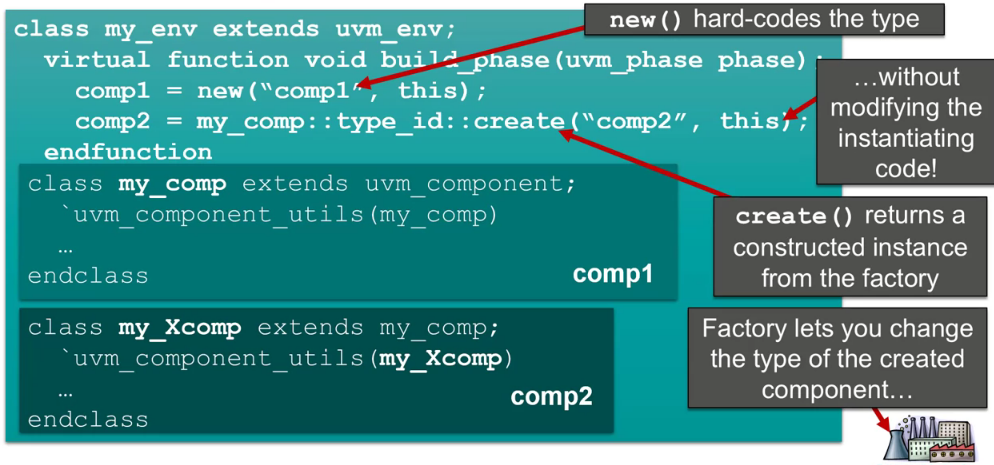 class my_env extends uvm_env;
virtual function void build_phase(uvm_phase phase);
comp1 = new(“comp1”, this);
comp2 = my_comp::type_id::create(“comp2”, this);
endfunction
class my_comp extends uvm_component;
`uvm_component_utils(my_comp)
…
endclass
comp1
class my_Xcomp extends my_comp;
`uvm_component_utils(my_Xcomp)
…
endclass
comp2
new() hard-codes the type
…without
modifying the
instantiating
code!
create() returns a
constructed instance
from the factory
Factory lets you change
the type of the created
component…